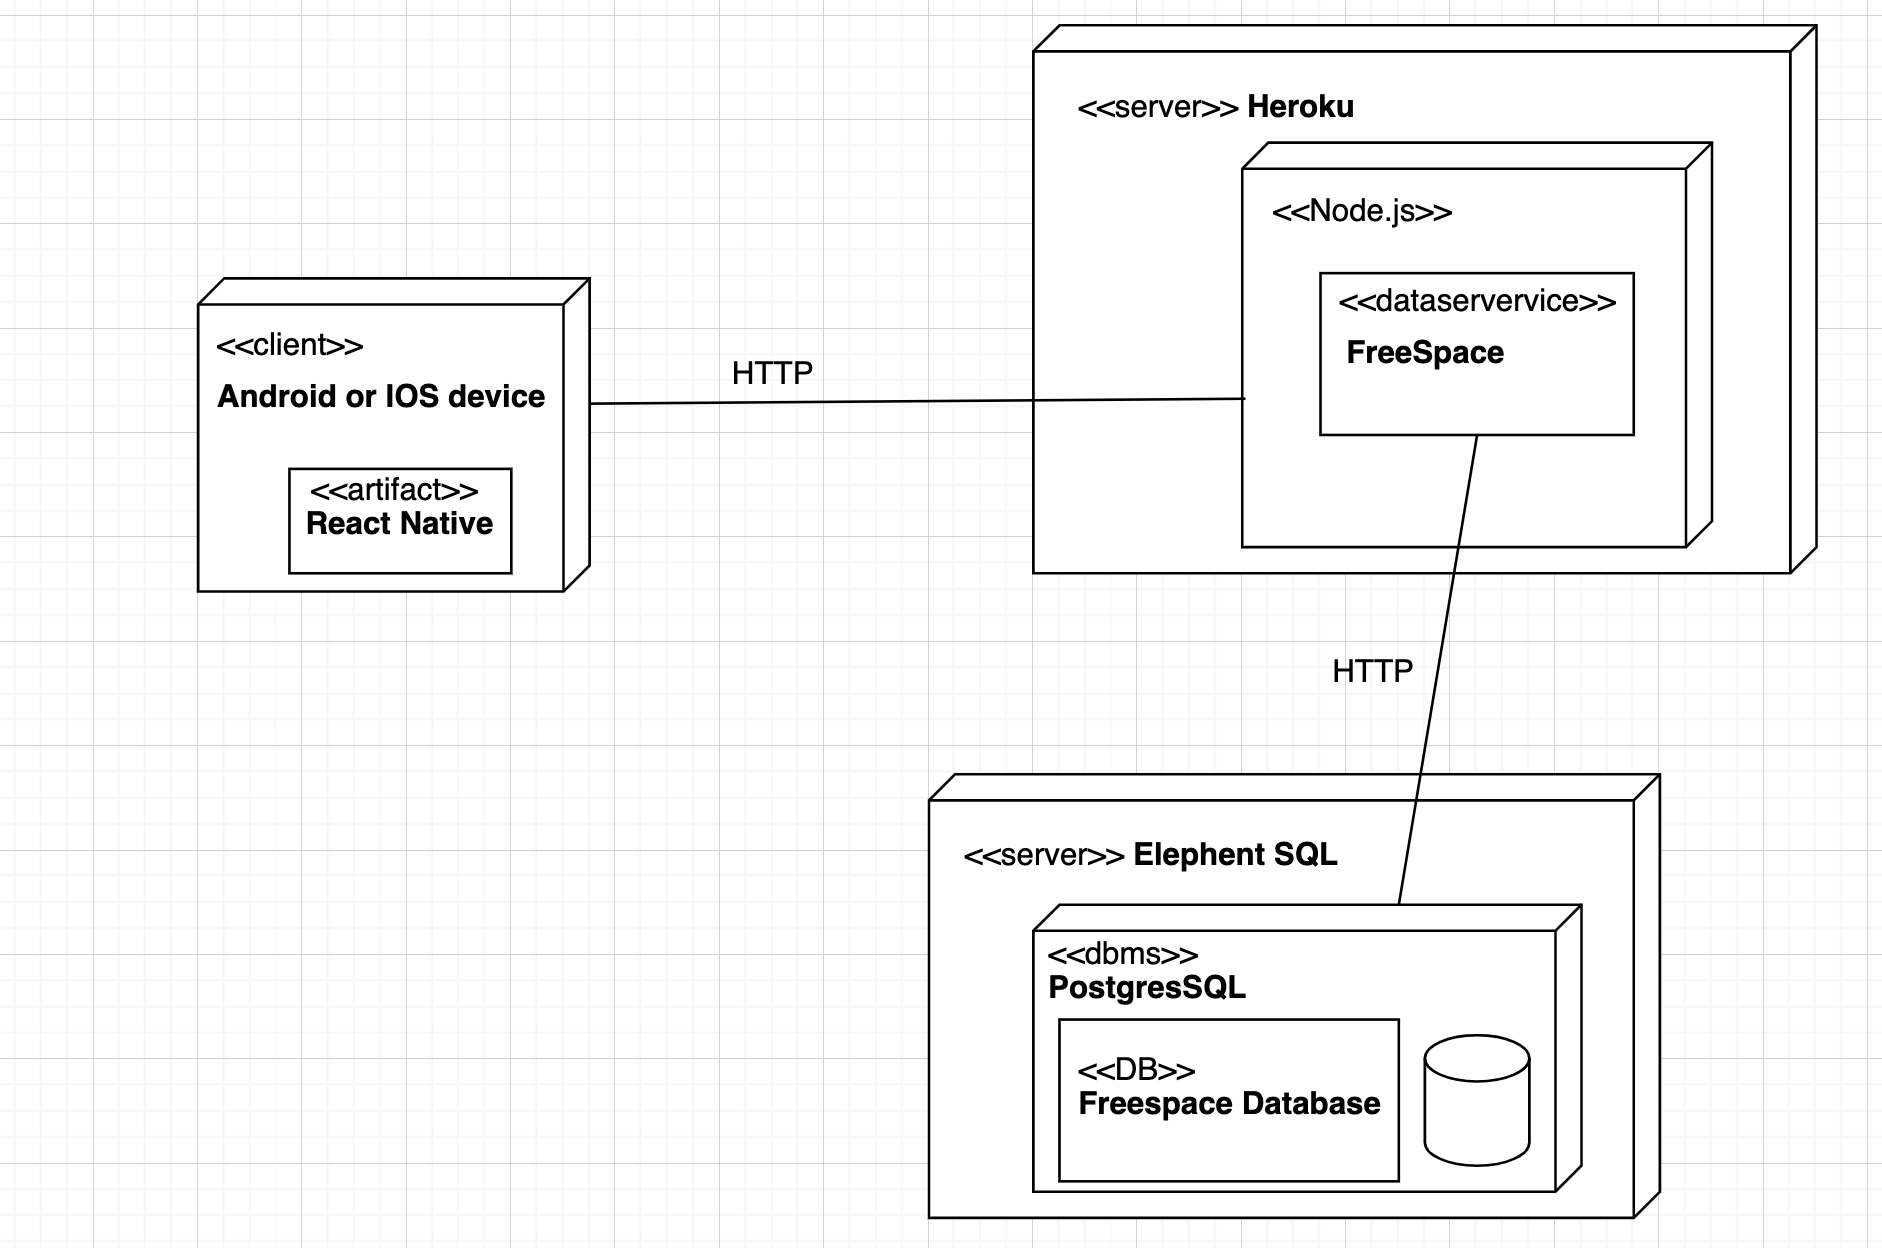 <<server>> Heroku
<<Node.js>>
<<dataservervice>>
FreeSpace
<<client>>
Android or IOS device
<<artifact>>
React Native
HTTP
HTTP
<<server>> Elephent SQL
<<dbms>>
PostgresSQL
<<DB>>
Freespace Database